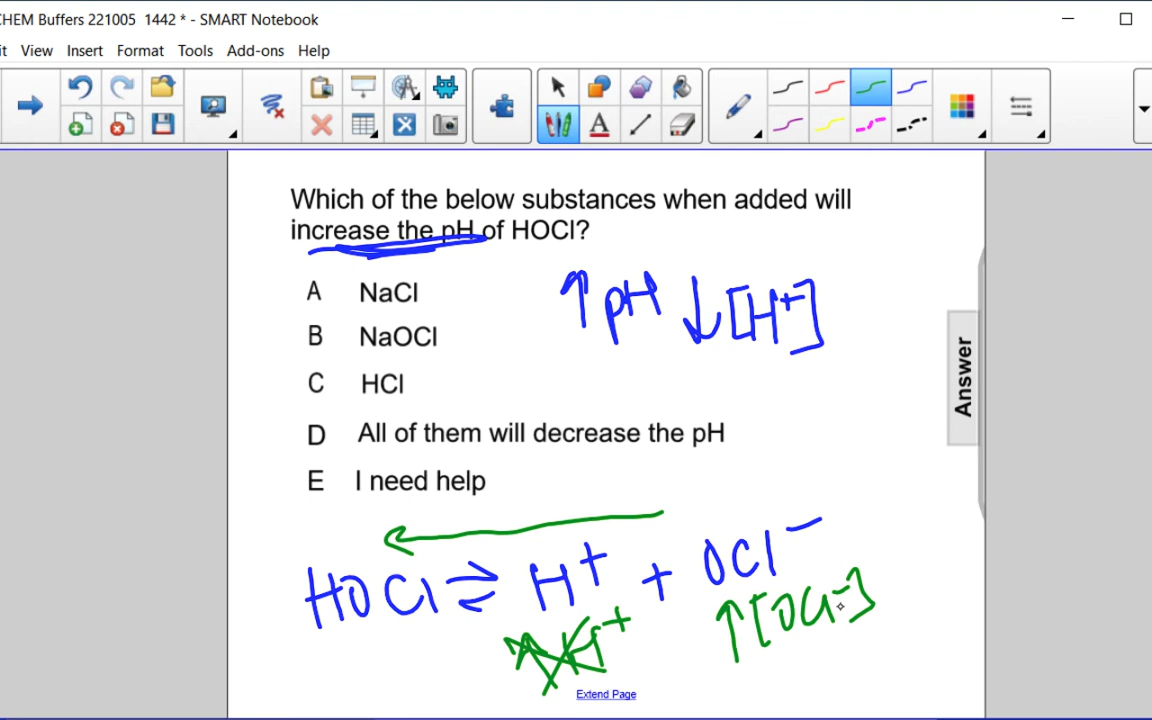 CHEM Buffers 221005 1442 * - SMART Notebook
it View Insert Format Tools Add-ons Help
Which of the below substances when added will
increase the pH of HOCl?
A NaCl
B NaOCl
C HCl
D All of them will decrease the pH
E I need help
↑ pH ↓ [H+]
Answer
HOCl ⇌ H+ + OCl−
↑[OCl−]
Extend Page